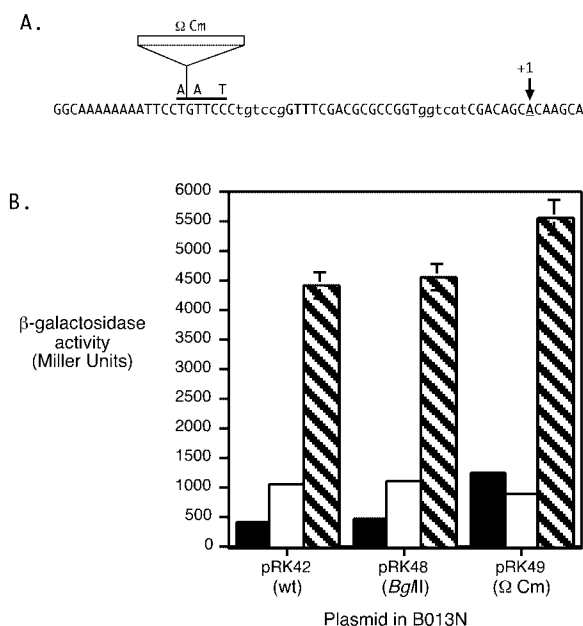 A.
Ω Cm
A A T
+1
GGCAAAAAAAATTCCTGTTCCCtgtccgGTTTCGACGCGCCGGTggtcatCGACAGCACAAGCA
B.
6000
5500
5000
4500
4000
3500
3000
2500
2000
1500
1000
500
0
β-galactosidase
activity
(Miller Units)
pRK42 pRK48 pRK49
(wt) (BglII) (Ω Cm)
Plasmid in B013N